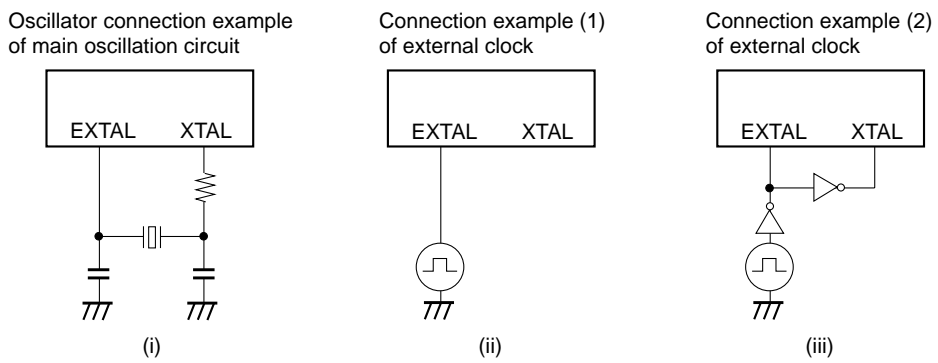 Oscillator connection example
of main oscillation circuit
Connection example (1)
of external clock
Connection example (2)
of external clock
EXTAL XTAL
EXTAL XTAL
EXTAL XTAL
(i)
(ii)
(iii)